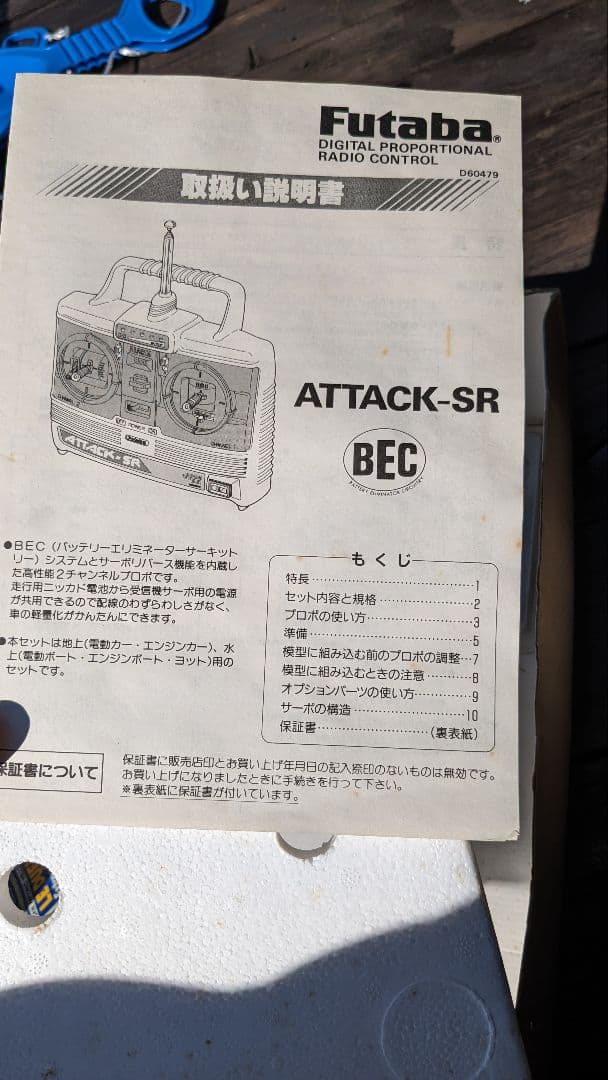 Futaba®
DIGITAL PROPORTIONAL
RADIO CONTROL
D60479
取扱い説明書
ATTACK-SR
ATTACK-SR
BEC
BATTERY ELIMINATOR CIRCUITRY
●BEC（バッテリーエリミネーターサーキット
リー）システムとサーボリバース機能を内蔵し
た高性能2チャンネルプロポです。
走行用ニッカド電池から受信機サーボ用の電源
が共用できるので配線のわずらわしさがなく、
車の軽量化がかんたんにできます。
●本セットは地上(電動カー・エンジンカー)、水
上(電動ボート・エンジンボート・ヨット)用の
セットです。
もくじ
特長………………………1
セット内容と規格……………2
プロポの使い方………………3
準備………………………5
模型に組み込む前のプロポの調整…7
模型に組み込むときの注意………8
オプションパーツの使い方………9
サーボの構造………………10
保証書………………(裏表紙)
保証書について
保証書に販売店印とお買い上げ年月日の記入捺印のないものは無効です。
お買い上げになりましたときに手続きを行って下さい。
※裏表紙に保証書が付いています。